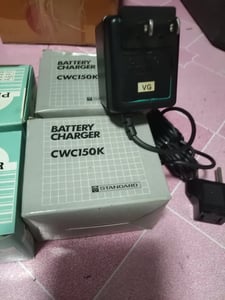 BATTERY
CHARGER
CWC150K
VG
BATTERY
CHARGER
CWC150K
STANDARD